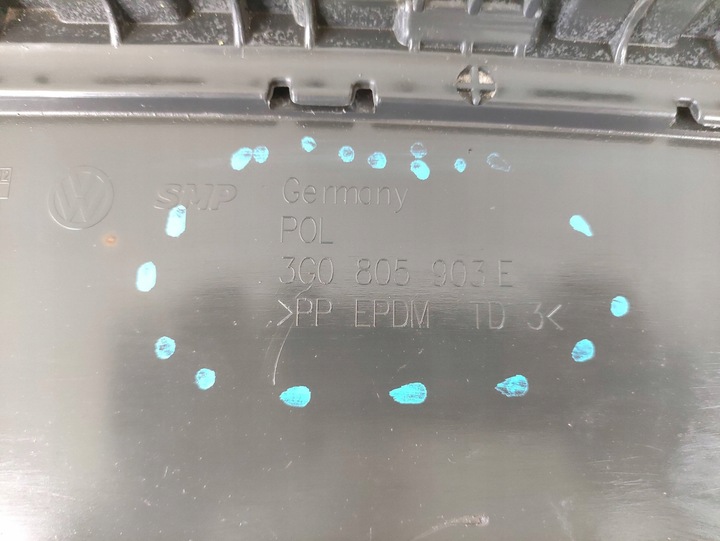 SMP Germany
POL
3G0 805 903 E
>PP EPDM TD 3<